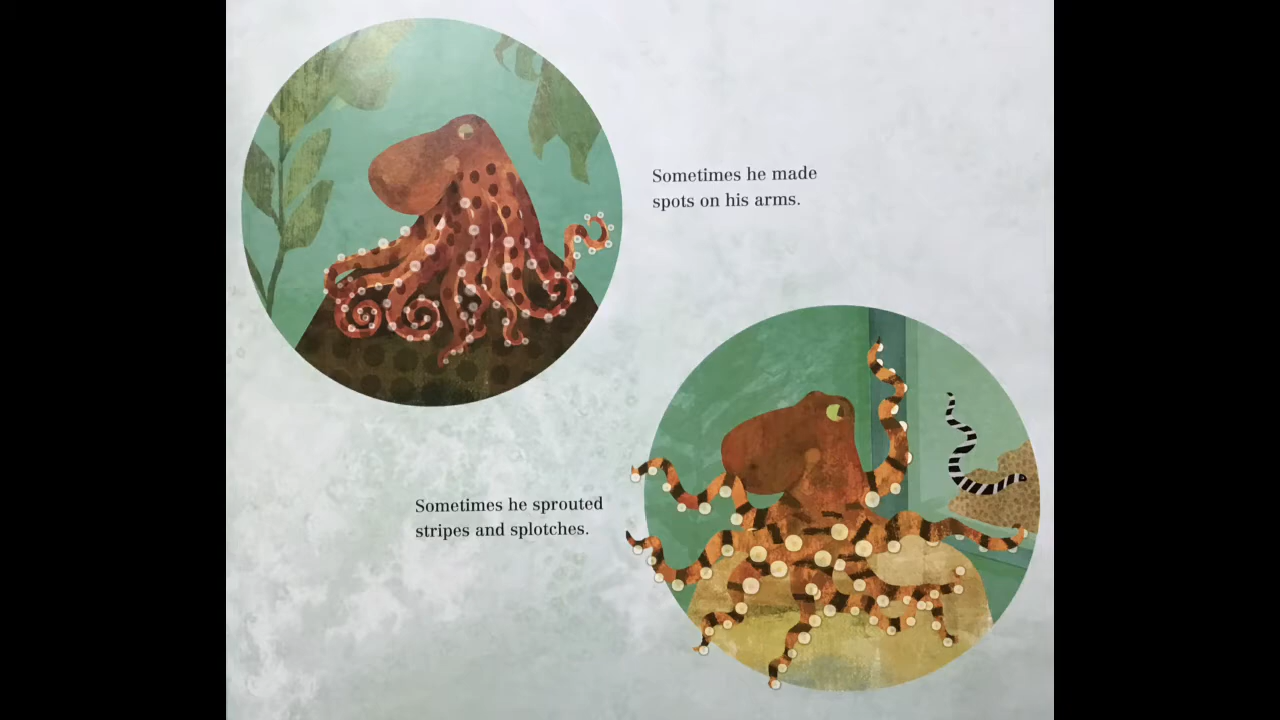 Sometimes he made
spots on his arms.
Sometimes he sprouted
stripes and splotches.